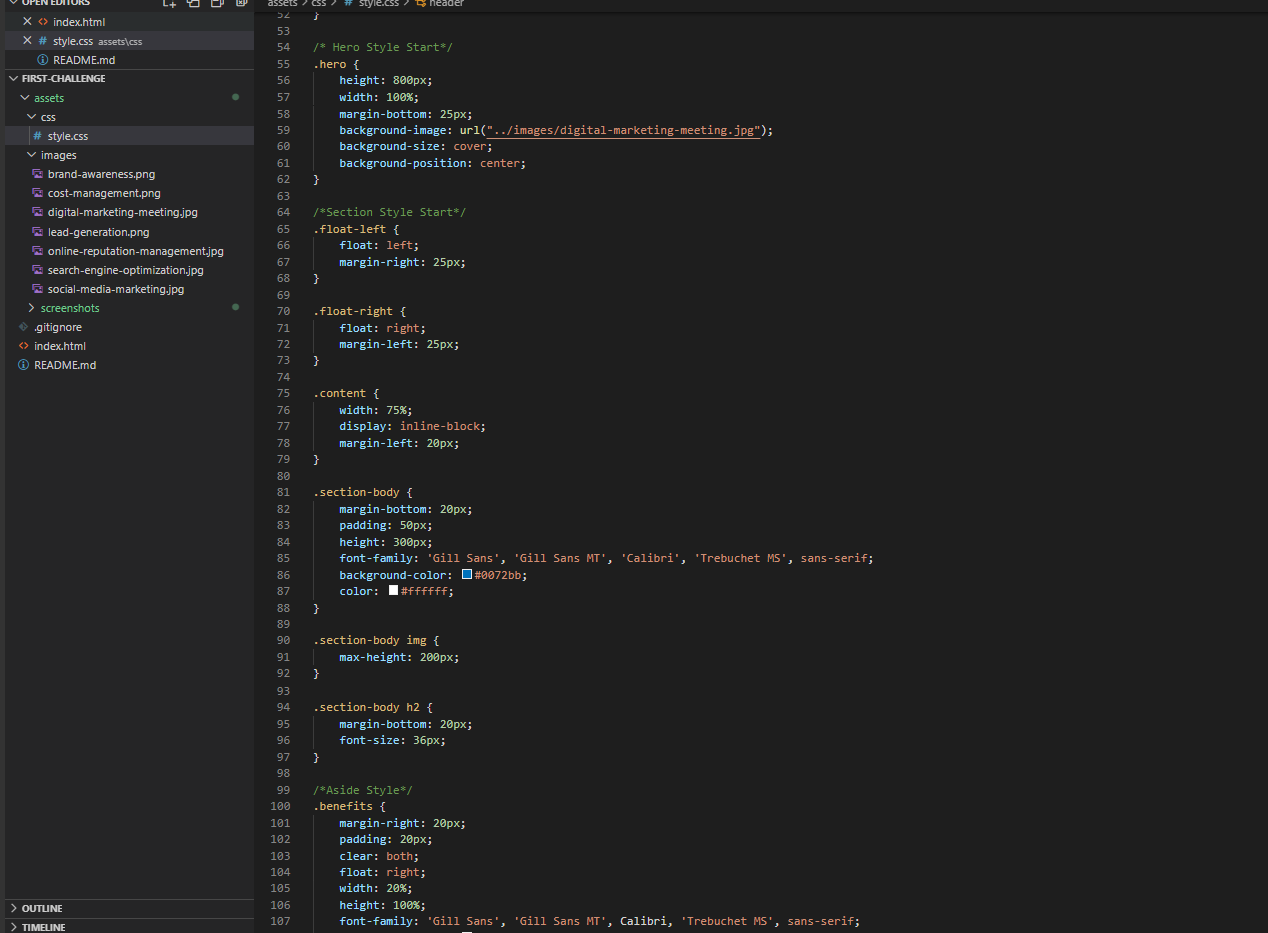 OPEN EDITORS
index.html
style.css assets\css
README.md
FIRST-CHALLENGE
assets
css
style.css
images
brand-awareness.png
cost-management.png
digital-marketing-meeting.jpg
lead-generation.png
online-reputation-management.jpg
search-engine-optimization.jpg
social-media-marketing.jpg
screenshots
.gitignore
index.html
README.md
OUTLINE
TIMELINE
assets > css > # style.css > header
52 }
53
54 /* Hero Style Start*/
55 .hero {
56 height: 800px;
57 width: 100%;
58 margin-bottom: 25px;
59 background-image: url("../images/digital-marketing-meeting.jpg");
60 background-size: cover;
61 background-position: center;
62 }
63
64 /*Section Style Start*/
65 .float-left {
66 float: left;
67 margin-right: 25px;
68 }
69
70 .float-right {
71 float: right;
72 margin-left: 25px;
73 }
74
75 .content {
76 width: 75%;
77 display: inline-block;
78 margin-left: 20px;
79 }
80
81 .section-body {
82 margin-bottom: 20px;
83 padding: 50px;
84 height: 300px;
85 font-family: 'Gill Sans', 'Gill Sans MT', 'Calibri', 'Trebuchet MS', sans-serif;
86 background-color: #0072bb;
87 color: #ffffff;
88 }
89
90 .section-body img {
91 max-height: 200px;
92 }
93
94 .section-body h2 {
95 margin-bottom: 20px;
96 font-size: 36px;
97 }
98
99 /*Aside Style*/
100 .benefits {
101 margin-right: 20px;
102 padding: 20px;
103 clear: both;
104 float: right;
105 width: 20%;
106 height: 100%;
107 font-family: 'Gill Sans', 'Gill Sans MT', Calibri, 'Trebuchet MS', sans-serif;